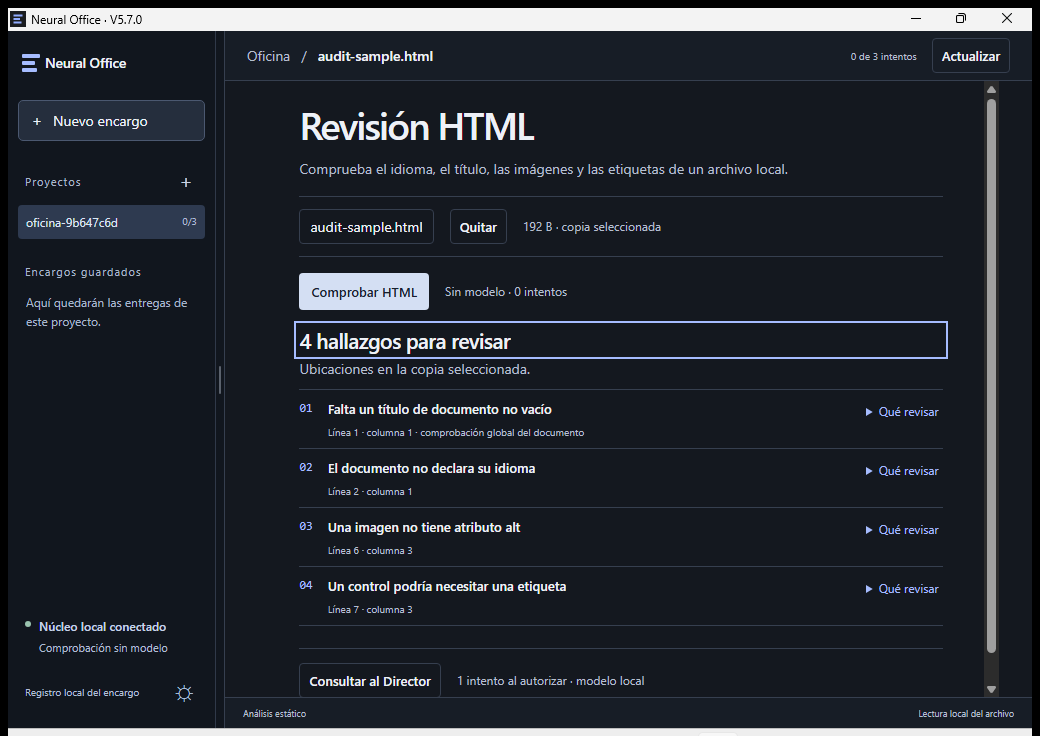 Neural Office · V5.7.0
Neural Office
+ Nuevo encargo
Proyectos +
oficina-9b647c6d 0/3
Encargos guardados
Aquí quedarán las entregas de
este proyecto.
Núcleo local conectado
Comprobación sin modelo
Registro local del encargo
Oficina / audit-sample.html
0 de 3 intentos
Actualizar
Revisión HTML
Comprueba el idioma, el título, las imágenes y las etiquetas de un archivo local.
audit-sample.html
Quitar
192 B · copia seleccionada
Comprobar HTML
Sin modelo · 0 intentos
4 hallazgos para revisar
Ubicaciones en la copia seleccionada.
01 Falta un título de documento no vacío
Qué revisar
Línea 1 · columna 1 · comprobación global del documento
02 El documento no declara su idioma
Qué revisar
Línea 2 · columna 1
03 Una imagen no tiene atributo alt
Qué revisar
Línea 6 · columna 3
04 Un control podría necesitar una etiqueta
Qué revisar
Línea 7 · columna 3
Consultar al Director
1 intento al autorizar · modelo local
Análisis estático
Lectura local del archivo